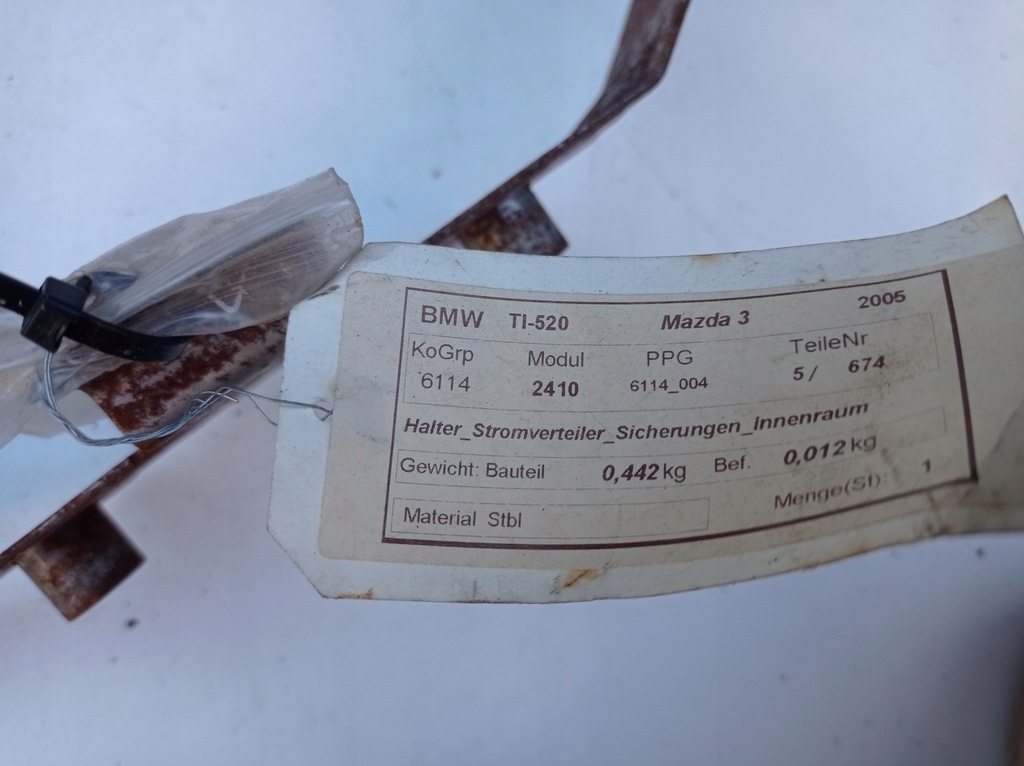 BMW TI-520 Mazda 3 2005
KoGrp Modul PPG TeileNr
6114 2410 6114_004 5/ 674
Halter_Stromverteiler_Sicherungen_Innenraum
Gewicht: Bauteil 0,442 kg Bef. 0,012 kg
Material Stbl Menge(St): 1